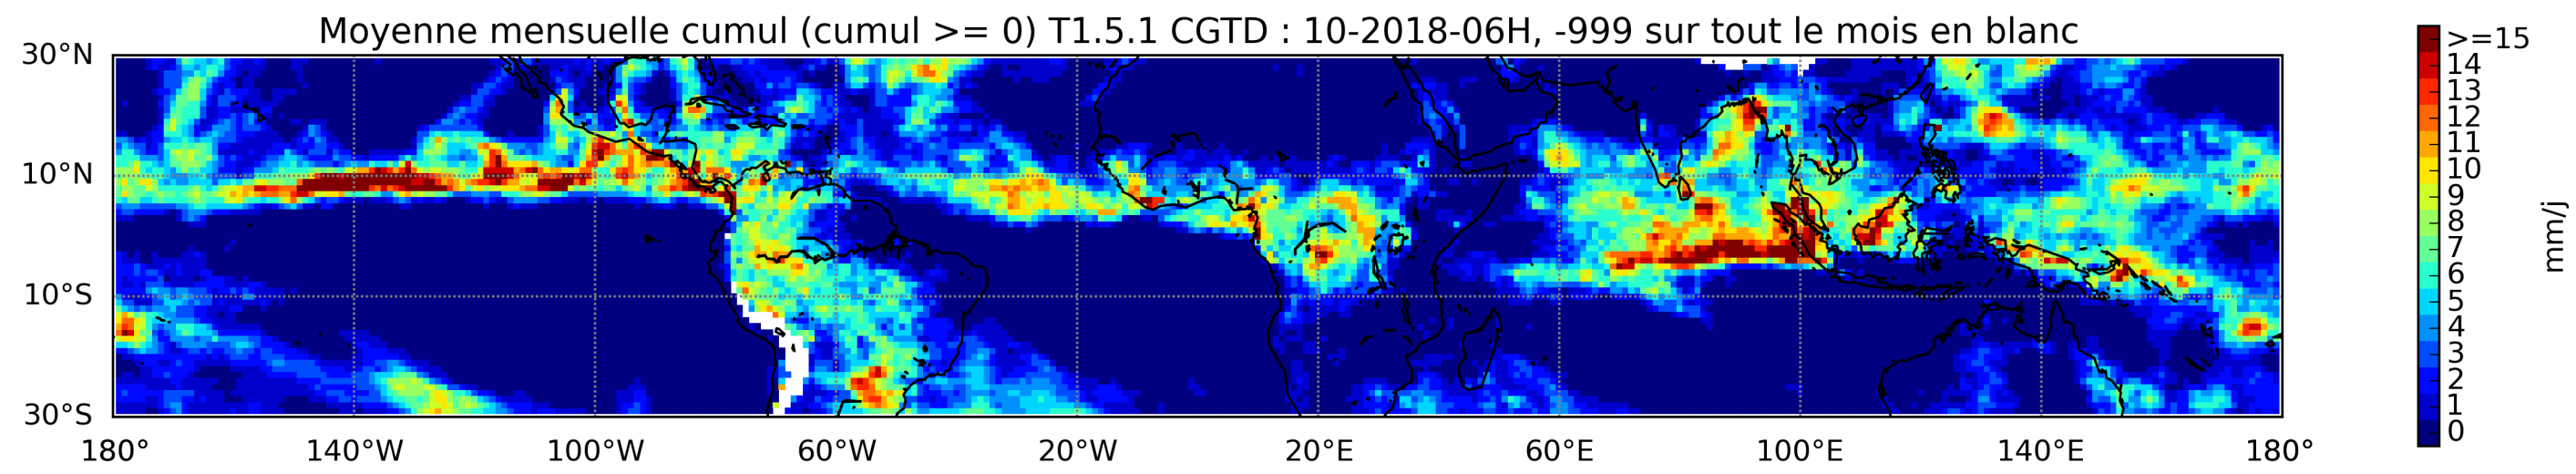 Moyenne mensuelle cumul (cumul >= 0) T1.5.1 CGTD : 10-2018-06H, -999 sur tout le mois en blanc
30°N
10°N
10°S
30°S
180° 140°W 100°W 60°W 20°W 20°E 60°E 100°E 140°E 180°
>=15
14
13
12
11
10
9
8
7
6
5
4
3
2
1
0
mm/j